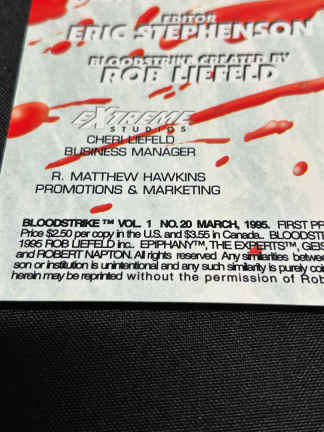 EDITOR
ERIC STEPHENSON
BLOODSTRIKE CREATED BY
ROB LIEFELD
EXTREME
STUDIOS
CHERI LIEFELD
BUSINESS MANAGER
R. MATTHEW HAWKINS
PROMOTIONS & MARKETING
BLOODSTRIKE™ VOL. 1 NO. 20 MARCH, 1995. FIRST PR
Price $2.50 per copy in the U.S. and $3.55 in Canada.. BLOODSTR
1995 ROB LIEFELD inc.. EPIPHANY™, THE EXPERTS™, GEIS
and ROBERT NAPTON. All rights reserved Any similarities betwee
son or institution is unintentional and any such similarity is purely coin
herein may be reprinted without the permission of Rob